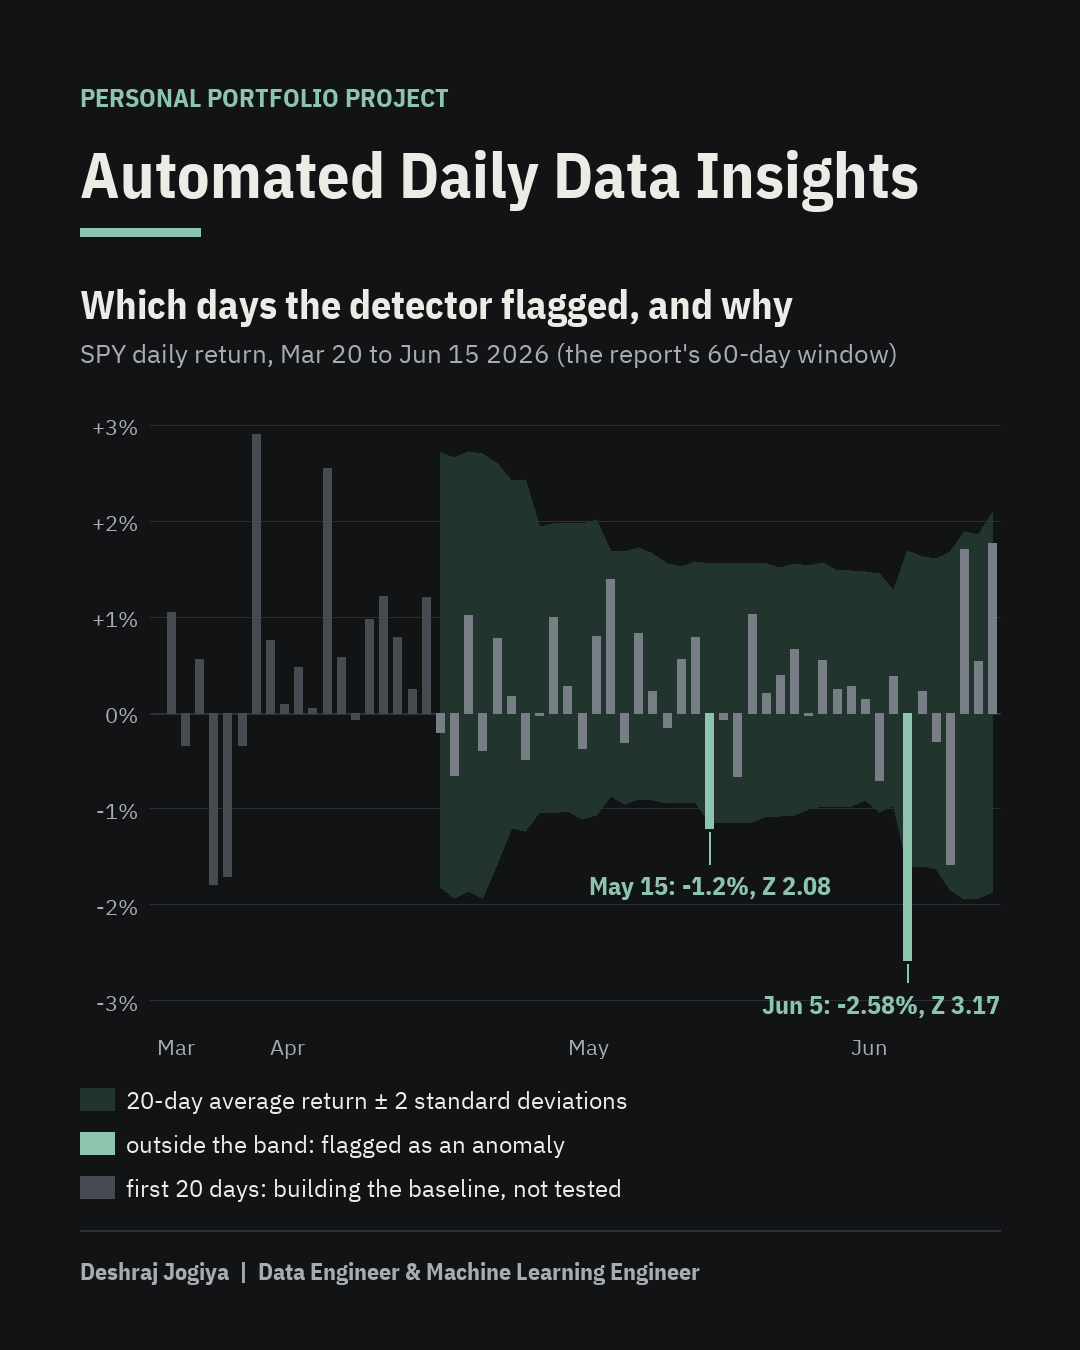 PERSONAL PORTFOLIO PROJECT
Automated Daily Data Insights
Which days the detector flagged, and why
SPY daily return, Mar 20 to Jun 15 2026 (the report's 60-day window)
+3%
+2%
+1%
0%
-1%
-2%
-3%
May 15: -1.2%, Z 2.08
Jun 5: -2.58%, Z 3.17
Mar Apr May Jun
20-day average return ± 2 standard deviations
outside the band: flagged as an anomaly
first 20 days: building the baseline, not tested
Deshraj Jogiya | Data Engineer & Machine Learning Engineer